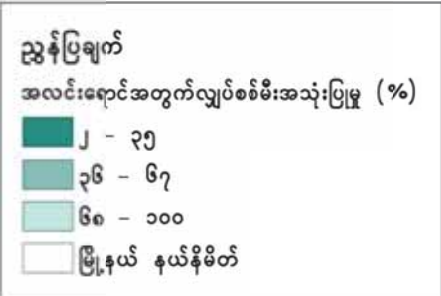 ညွှန်ပြချက်
အလင်းရောင်အတွက်လျှပ်စစ်မီးအသုံးပြုမှု (%)
၂ - ၃၅
၃၆ - ၆၇
၆၈ - ၁၀၀
မြို့နယ် နယ်နိမိတ်